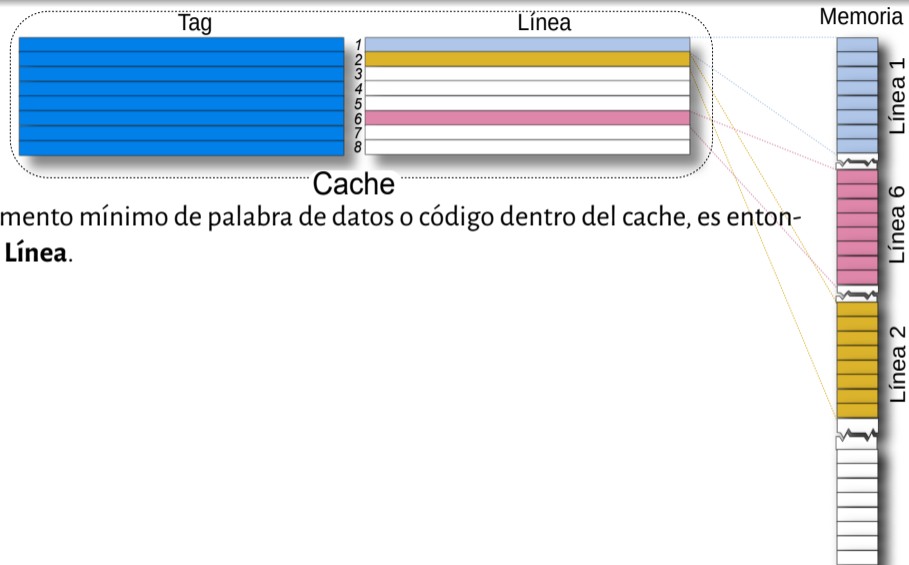 Tag
Línea
Memoria
1
2
3
4
5
6
7
8
Línea 1
Línea 6
Línea 2
Cache
mento mínimo de palabra de datos o código dentro del cache, es enton-
Línea.